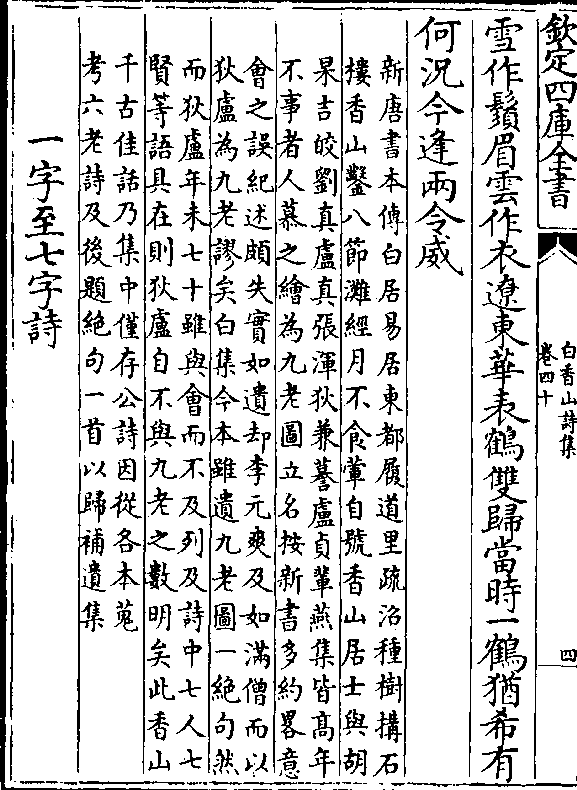 欽定四庫全書
白香山詩集
卷四十
四
雪作鬚眉雲作衣遼東華表鶴雙歸當時一鶴猶希有
何況今逢兩令威
新唐書本傳白居易居東都履道里疏沼種樹搆石
樓香山鑿八節灘經月不食葷自號香山居士與胡
杲吉皎劉真盧真張渾狄兼謩盧貞輩燕集皆高年
不事者人慕之繪為九老圖立名按新書多約畧意
會之誤紀述頗失實如遺却李元爽及如滿僧而以
狄盧為九老謬矣白集今本雖遺九老圖一絶句然
而狄盧年未七十雖與會而不及列及詩中七人七
賢等語具在則狄盧自不與九老之數明矣此香山
千古佳話乃集中僅存公詩因從各本蒐
考六老詩及後題絶句一首以歸補遺集
一字至七字詩